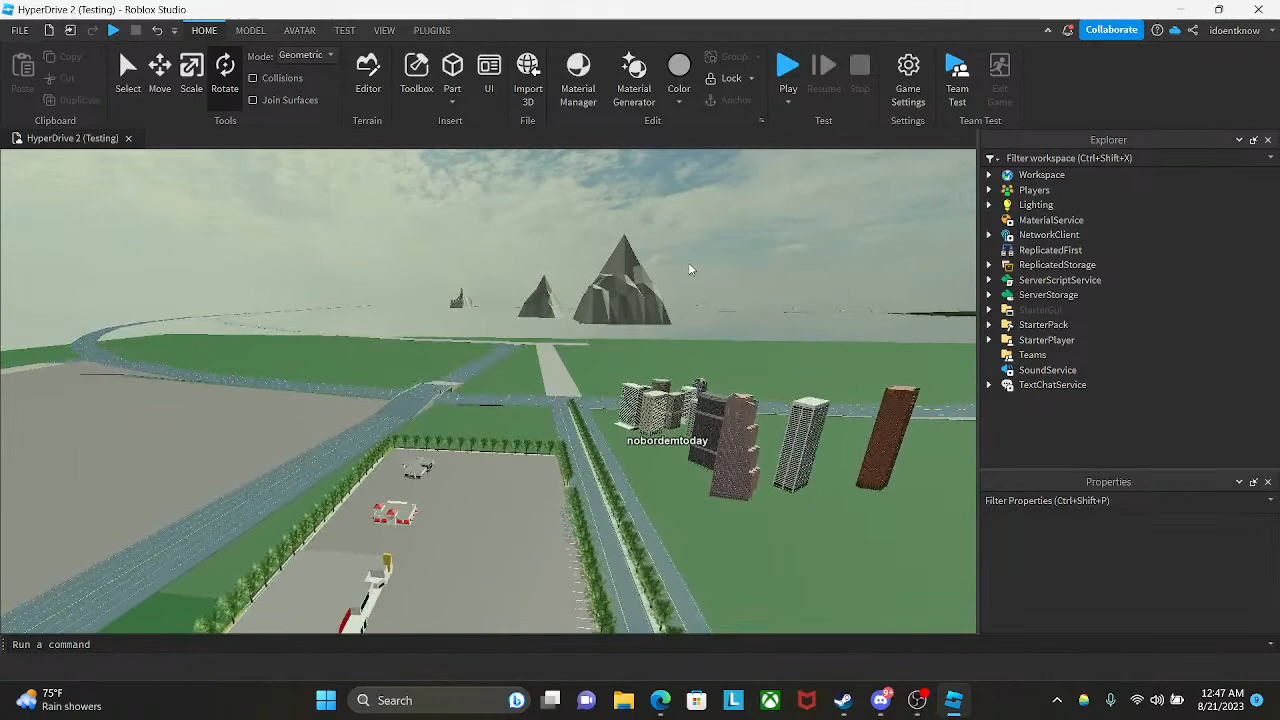 HyperDrive 2 (Testing) - Roblox Studio
FILE HOME MODEL AVATAR TEST VIEW PLUGINS Collaborate idoentknow
Paste Copy Cut Duplicate
Clipboard
Select Move Scale Rotate
Mode: Geometric
Collisions
Join Surfaces
Tools
Editor
Terrain
Toolbox Part UI
Insert
Import 3D
File
Material Manager
Material Generator
Color
Group
Lock
Anchor
Edit
Play Resume Stop
Test
Game Settings
Settings
Team Test
Exit Game
Team Test
HyperDrive 2 (Testing)
Explorer
Filter workspace (Ctrl+Shift+X)
Workspace
Players
Lighting
MaterialService
NetworkClient
ReplicatedFirst
ReplicatedStorage
ServerScriptService
ServerStorage
StarterGui
StarterPack
StarterPlayer
Teams
SoundService
TextChatService
nobordemtoday
Properties
Filter Properties (Ctrl+Shift+P)
Run a command
75°F
Rain showers
Search
L
9+
12:47 AM
8/21/2023
9